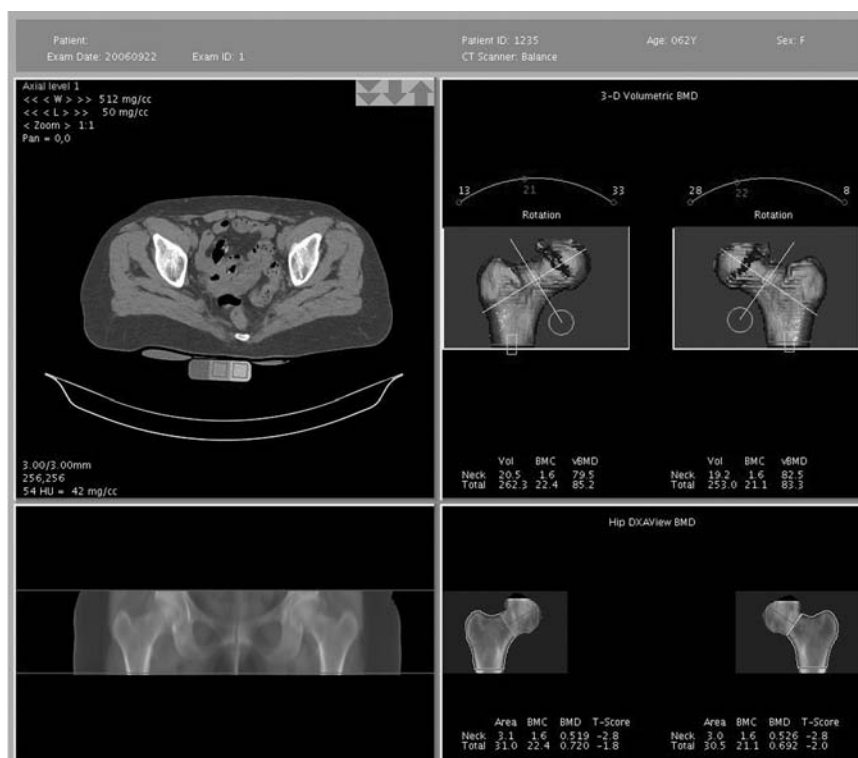 Patient:
Exam Date: 20060922 Exam ID: 1
Patient ID: 1235 Age: 062Y Sex: F
CT Scanner: Balance
Axial level 1
<< < W > >> 512 mg/cc
<< < L > >> 50 mg/cc
< Zoom > 1:1
Pan = 0,0
3.00/3.00mm
256,256
54 HU = 42 mg/cc
3-D Volumetric BMD
13 21 33
Rotation
28 22 8
Rotation
Vol BMC vBMD
Neck 20.5 1.6 79.5
Total 262.3 22.4 85.2
Vol BMC vBMD
Neck 19.2 1.6 82.5
Total 253.0 21.1 83.3
Hip DXAView BMD
Area BMC BMD T-Score
Neck 3.1 1.6 0.519 -2.8
Total 31.0 22.4 0.720 -1.8
Area BMC BMD T-Score
Neck 3.0 1.6 0.526 -2.8
Total 30.5 21.1 0.692 -2.0